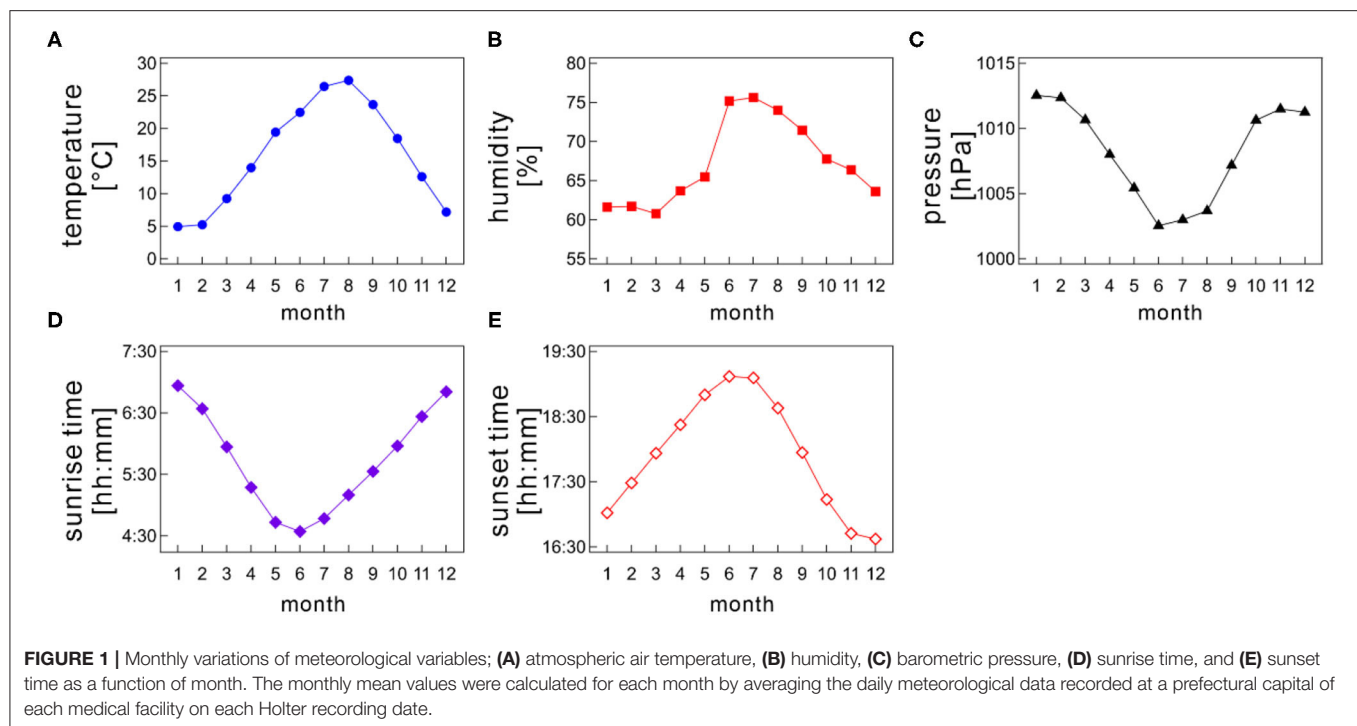 (A)
30
25
20
15
10
5
0
temperature
[°C]
1 2 3 4 5 6 7 8 9 10 11 12
month
(B)
80
75
70
65
60
55
humidity
[%]
1 2 3 4 5 6 7 8 9 10 11 12
month
(C)
1015
1010
1005
1000
pressure
[hPa]
1 2 3 4 5 6 7 8 9 10 11 12
month
(D)
7:30
6:30
5:30
4:30
sunrise time
[hh:mm]
1 2 3 4 5 6 7 8 9 10 11 12
month
(E)
19:30
18:30
17:30
16:30
sunset time
[hh:mm]
1 2 3 4 5 6 7 8 9 10 11 12
month
FIGURE 1 | Monthly variations of meteorological variables; (A) atmospheric air temperature, (B) humidity, (C) barometric pressure, (D) sunrise time, and (E) sunset
time as a function of month. The monthly mean values were calculated for each month by averaging the daily meteorological data recorded at a prefectural capital of
each medical facility on each Holter recording date.